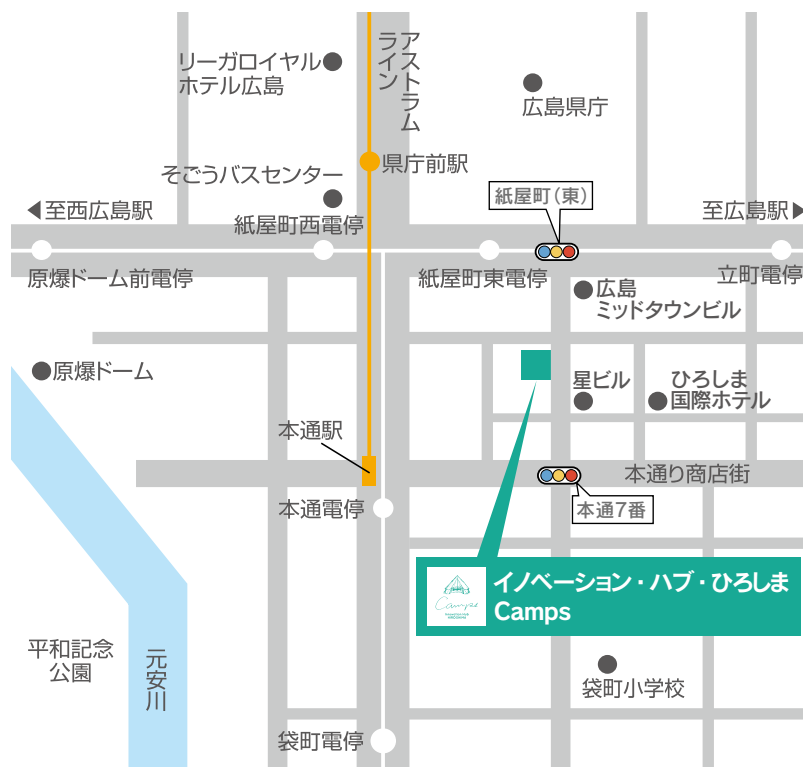 リーガロイヤル
ホテル広島
アストラム
ライン
広島県庁
県庁前駅
そごうバスセンター
紙屋町（東）
◀至西広島駅
至広島駅▶
紙屋町西電停
原爆ドーム前電停
紙屋町東電停
立町電停
広島
ミッドタウンビル
原爆ドーム
星ビル
ひろしま
国際ホテル
本通駅
本通り商店街
本通電停
本通7番
イノベーション・ハブ・ひろしま
Camps
Camps
平和記念
公園
元安川
袋町小学校
袋町電停